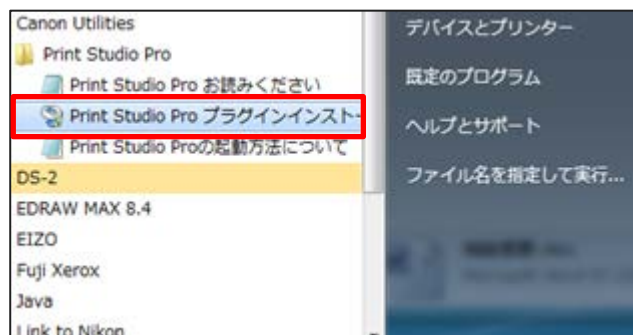 Canon Utilities
Print Studio Pro
Print Studio Pro お読みください
Print Studio Pro プラグインインストー
Print Studio Proの起動方法について
DS-2
EDRAW MAX 8.4
EIZO
Fuji Xerox
Java
Link to Nikon
デバイスとプリンター
既定のプログラム
ヘルプとサポート
ファイル名を指定して実行...